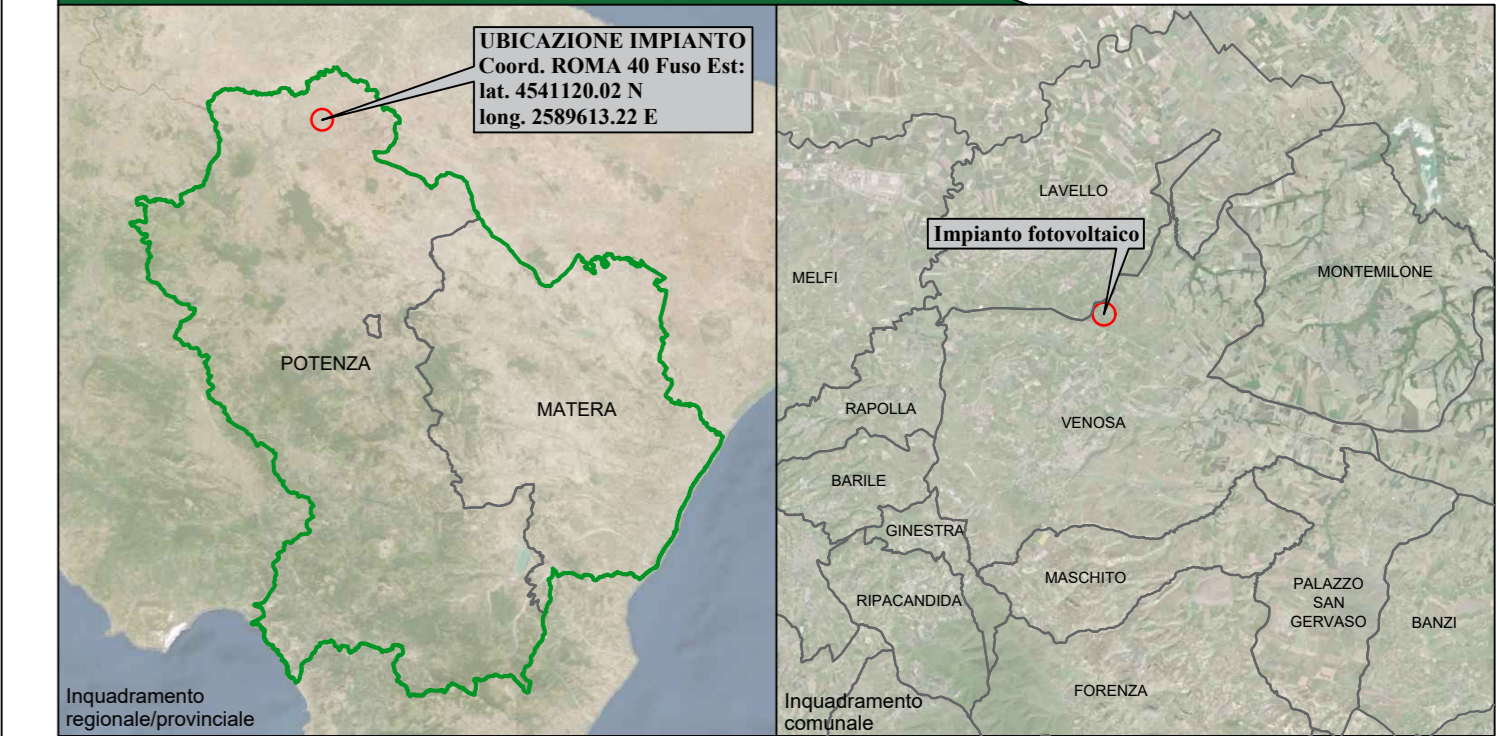 UBICAZIONE IMPIANTO
Coord. ROMA 40 Fuso Est:
lat. 4541120.02 N
long. 2589613.22 E
POTENZA
MATERA
Inquadramento
regionale/provinciale
LAVELLO
Impianto fotovoltaico
MELFI
MONTEMILONE
RAPOLLA
VENOSA
BARILE
GINESTRA
MASCHITO
RIPACANDIDA
PALAZZO
SAN
GERVASO
BANZI
FORENZA
Inquadramento
comunale